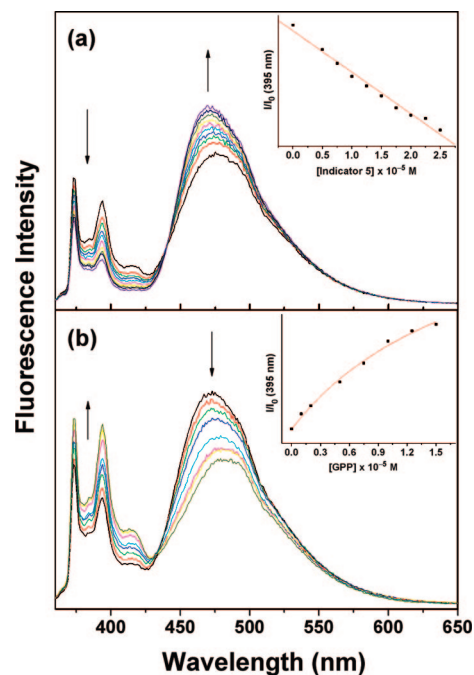 (a)
I/I₀ (395 nm)
0.0 0.5 1.0 1.5 2.0 2.5
[Indicator 5] x 10⁻⁵ M
Fluorescence Intensity
(b)
I/I₀ (395 nm)
0.0 0.3 0.6 0.9 1.2 1.5
[GPP] x 10⁻⁵ M
400 450 500 550 600 650
Wavelength (nm)